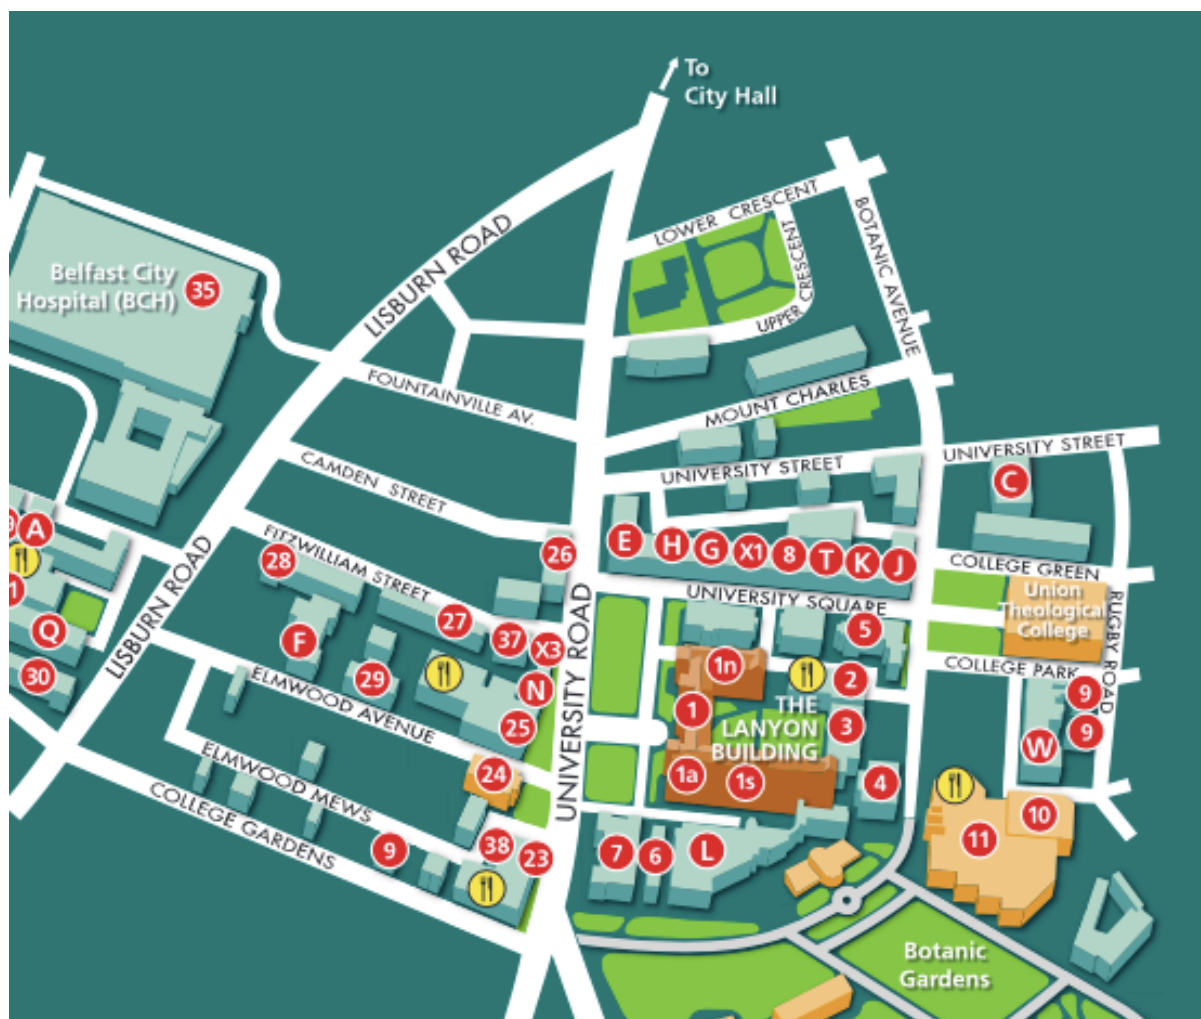 To
City Hall
LOWER CRESCENT
UPPER CRESCENT
BOTANIC AVENUE
LISBURN ROAD
Belfast City
Hospital (BCH)
35
FOUNTAINVILLE AV.
MOUNT CHARLES
UNIVERSITY STREET
UNIVERSITY STREET
CAMDEN STREET
C
A
FITZWILLIAM STREET
28
26
E
H
G
X1
8
T
K
J
COLLEGE GREEN
Union
Theological
College
RUGBY ROAD
UNIVERSITY SQUARE
UNIVERSITY ROAD
LISBURN ROAD
Q
30
F
27
37
X3
5
29
N
25
1n
2
COLLEGE PARK
9
9
W
1
THE
LANYON
BUILDING
3
1a
1s
4
ELMWOOD AVENUE
24
ELMWOOD MEWS
COLLEGE GARDENS
9
38
23
7
6
L
10
11
Botanic
Gardens